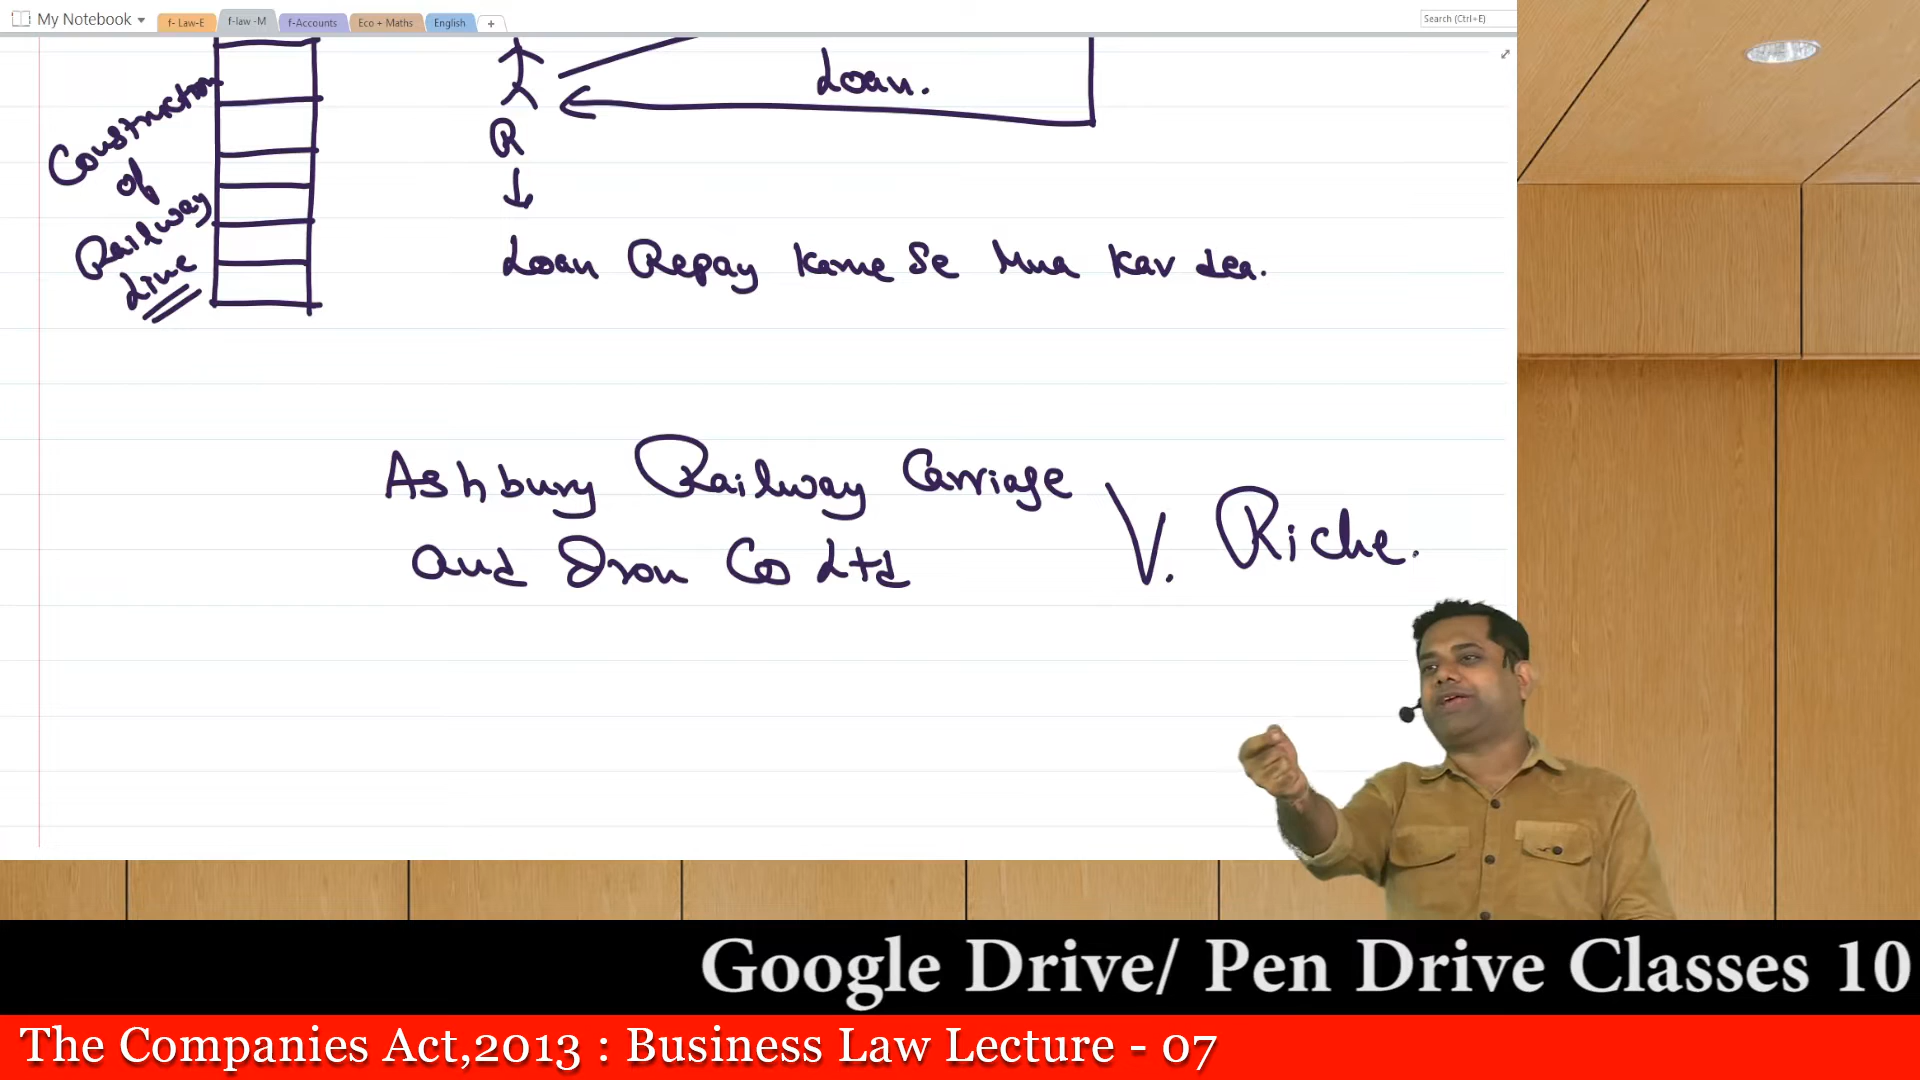 My Notebook
f- Law-E
f-law -M
f-Accounts
Eco + Maths
English
+
Search (Ctrl+E)
Loan.
Construction
of
Railway
Line
R
Loan Repay Karne Se Mna Kar dea.
Ashbury Railway Carriage
and Iron Co Ltd
V. Riche.
Google Drive/ Pen Drive Classes 10
The Companies Act,2013 : Business Law Lecture - 07